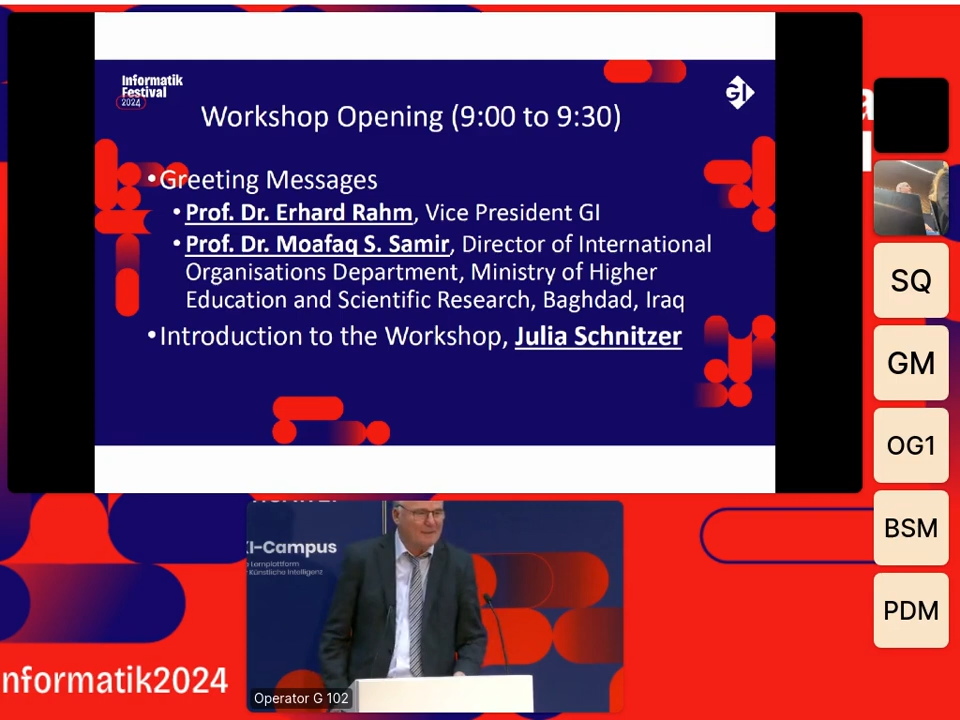 Informatik
Festival
2024
GI
Workshop Opening (9:00 to 9:30)
•Greeting Messages
•Prof. Dr. Erhard Rahm, Vice President GI
•Prof. Dr. Moafaq S. Samir, Director of International
Organisations Department, Ministry of Higher
Education and Scientific Research, Baghdad, Iraq
•Introduction to the Workshop, Julia Schnitzer
SQ
GM
OG1
BSM
PDM
KI-Campus
Künstliche Intelligenz
Operator G 102
nformatik2024